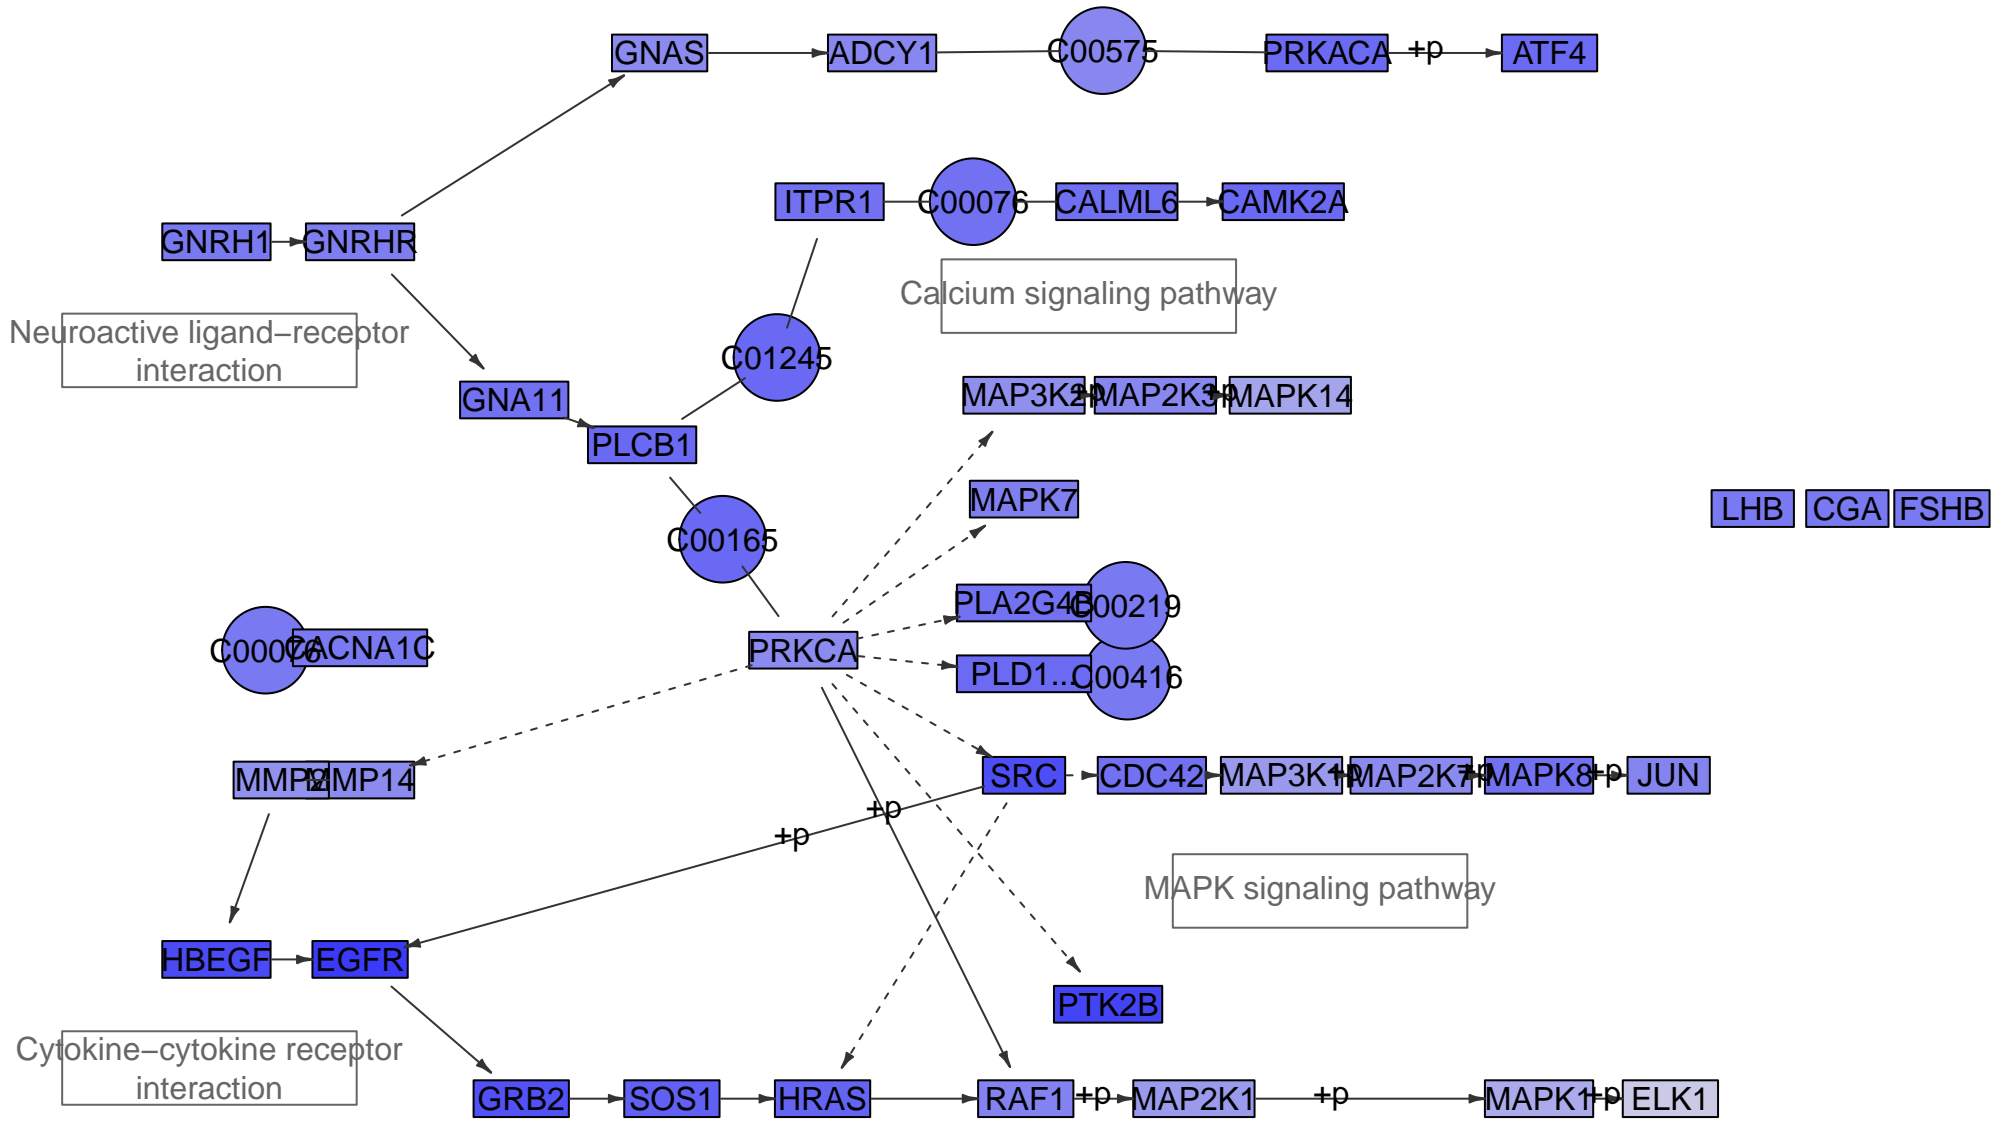 GNAS
ADCY1
C00575
PRKACA
+p
ATF4
ITPR1
C00076
CALML6
CAMK2A
GNRH1
GNRHR
Calcium signaling pathway
Neuroactive ligand–receptor
interaction
C01245
GNA11
PLCB1
MAP3K2
+p
MAP2K3
+p
MAPK14
MAPK7
LHB
CGA
FSHB
C00165
PLA2G4B
C00219
C00076
CACNA1C
PRKCA
PLD1...
C00416
MMP2
MMP14
SRC
CDC42
MAP3K1
+p
MAP2K7
+p
MAPK8
+p
JUN
+p
+p
MAPK signaling pathway
HBEGF
EGFR
PTK2B
Cytokine–cytokine receptor
interaction
GRB2
SOS1
HRAS
RAF1
+p
MAP2K1
+p
MAPK1
+p
ELK1